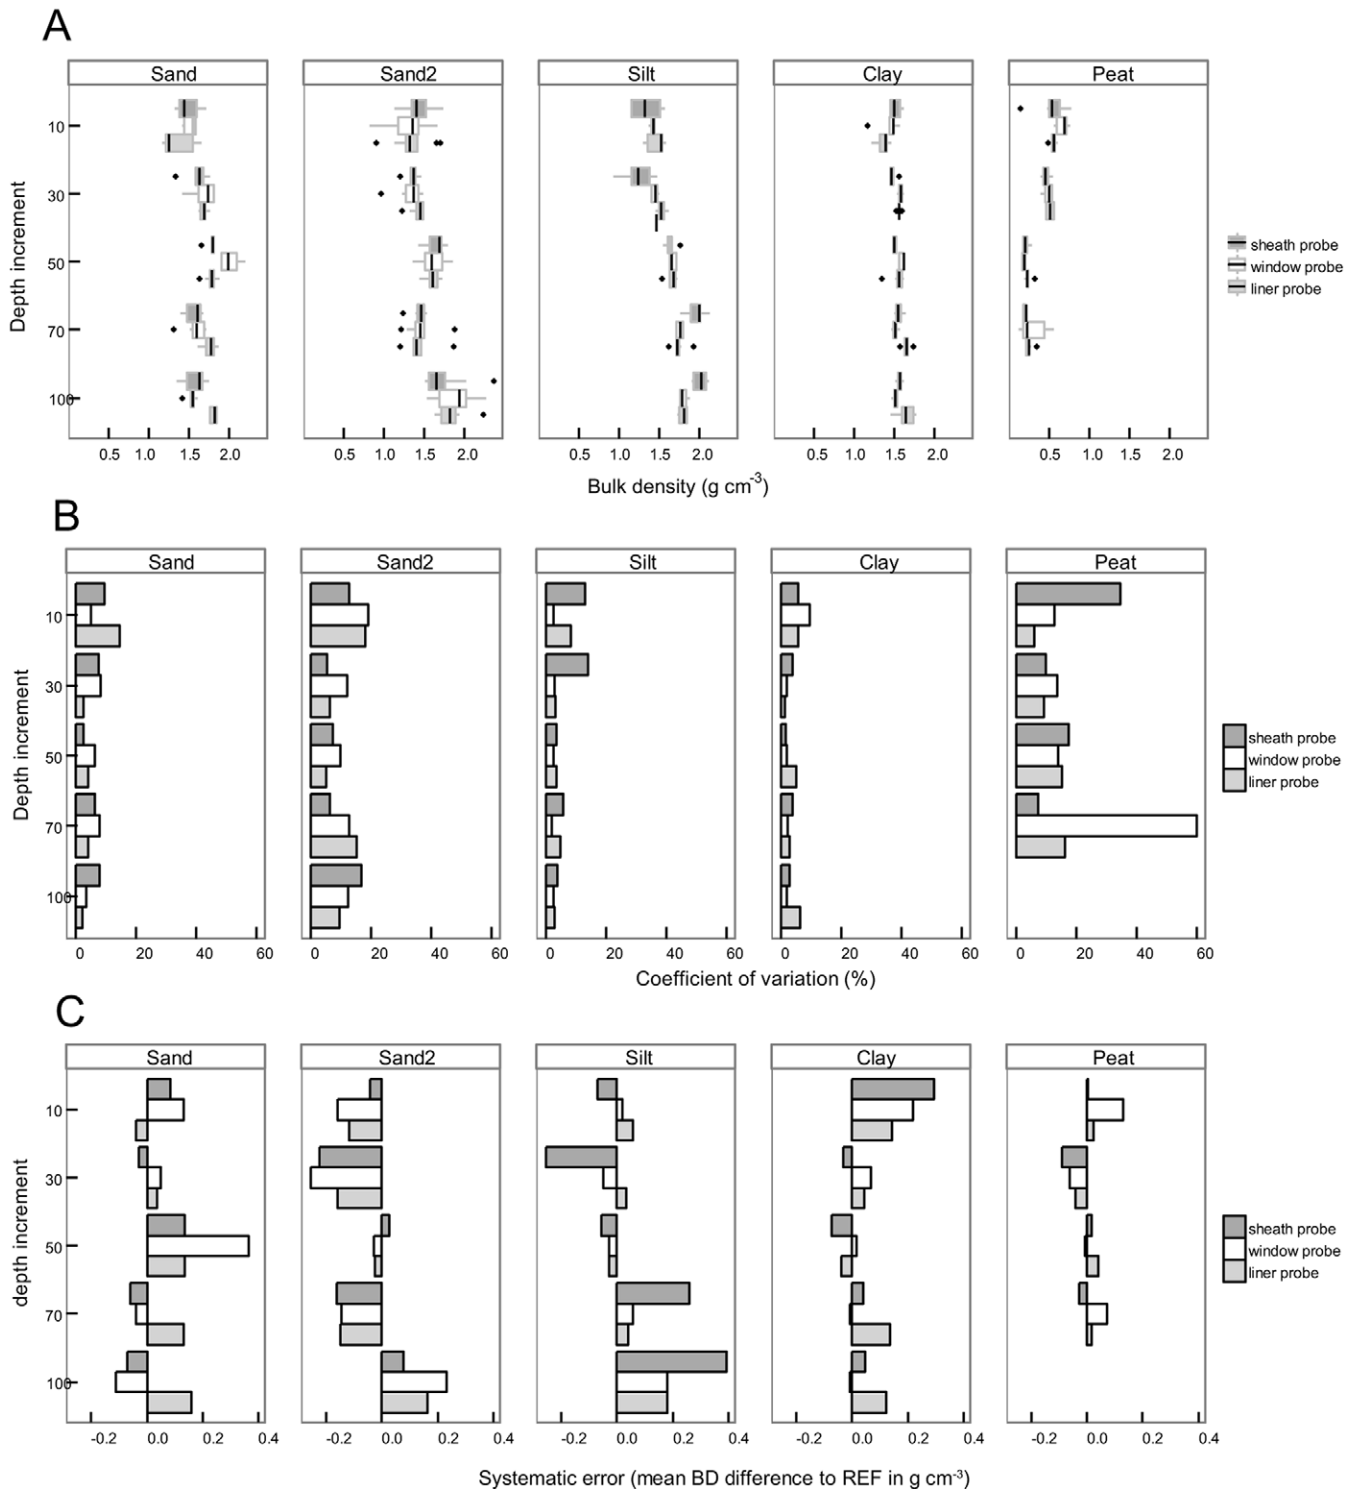 A
Sand Sand2 Silt Clay Peat
Depth increment
10
30
50
70
100
sheath probe
window probe
liner probe
0.5 1.0 1.5 2.0 0.5 1.0 1.5 2.0 0.5 1.0 1.5 2.0 0.5 1.0 1.5 2.0 0.5 1.0 1.5 2.0
Bulk density (g cm-3)
B
Sand Sand2 Silt Clay Peat
Depth increment
10
30
50
70
100
sheath probe
window probe
liner probe
0 20 40 60 0 20 40 60 0 20 40 60 0 20 40 60 0 20 40 60
Coefficient of variation (%)
C
Sand Sand2 Silt Clay Peat
depth increment
10
30
50
70
100
sheath probe
window probe
liner probe
-0.2 0.0 0.2 0.4 -0.2 0.0 0.2 0.4 -0.2 0.0 0.2 0.4 -0.2 0.0 0.2 0.4 -0.2 0.0 0.2 0.4
Systematic error (mean BD difference to REF in g cm-3)